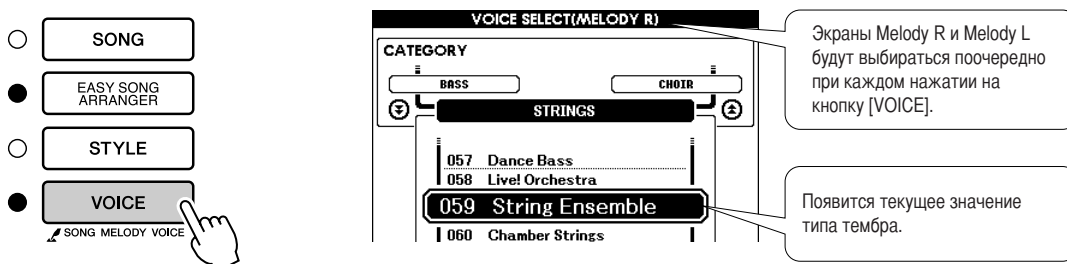 SONG
EASY SONG
ARRANGER
STYLE
VOICE
SONG MELODY VOICE
VOICE SELECT(MELODY R)
CATEGORY
BASS
CHOIR
STRINGS
057 Dance Bass
058 Live! Orchestra
059 String Ensemble
060 Chamber Strings
Экраны Melody R и Melody L
будут выбираться поочередно
при каждом нажатии на
кнопку [VOICE].
Появится текущее значение
типа тембра.